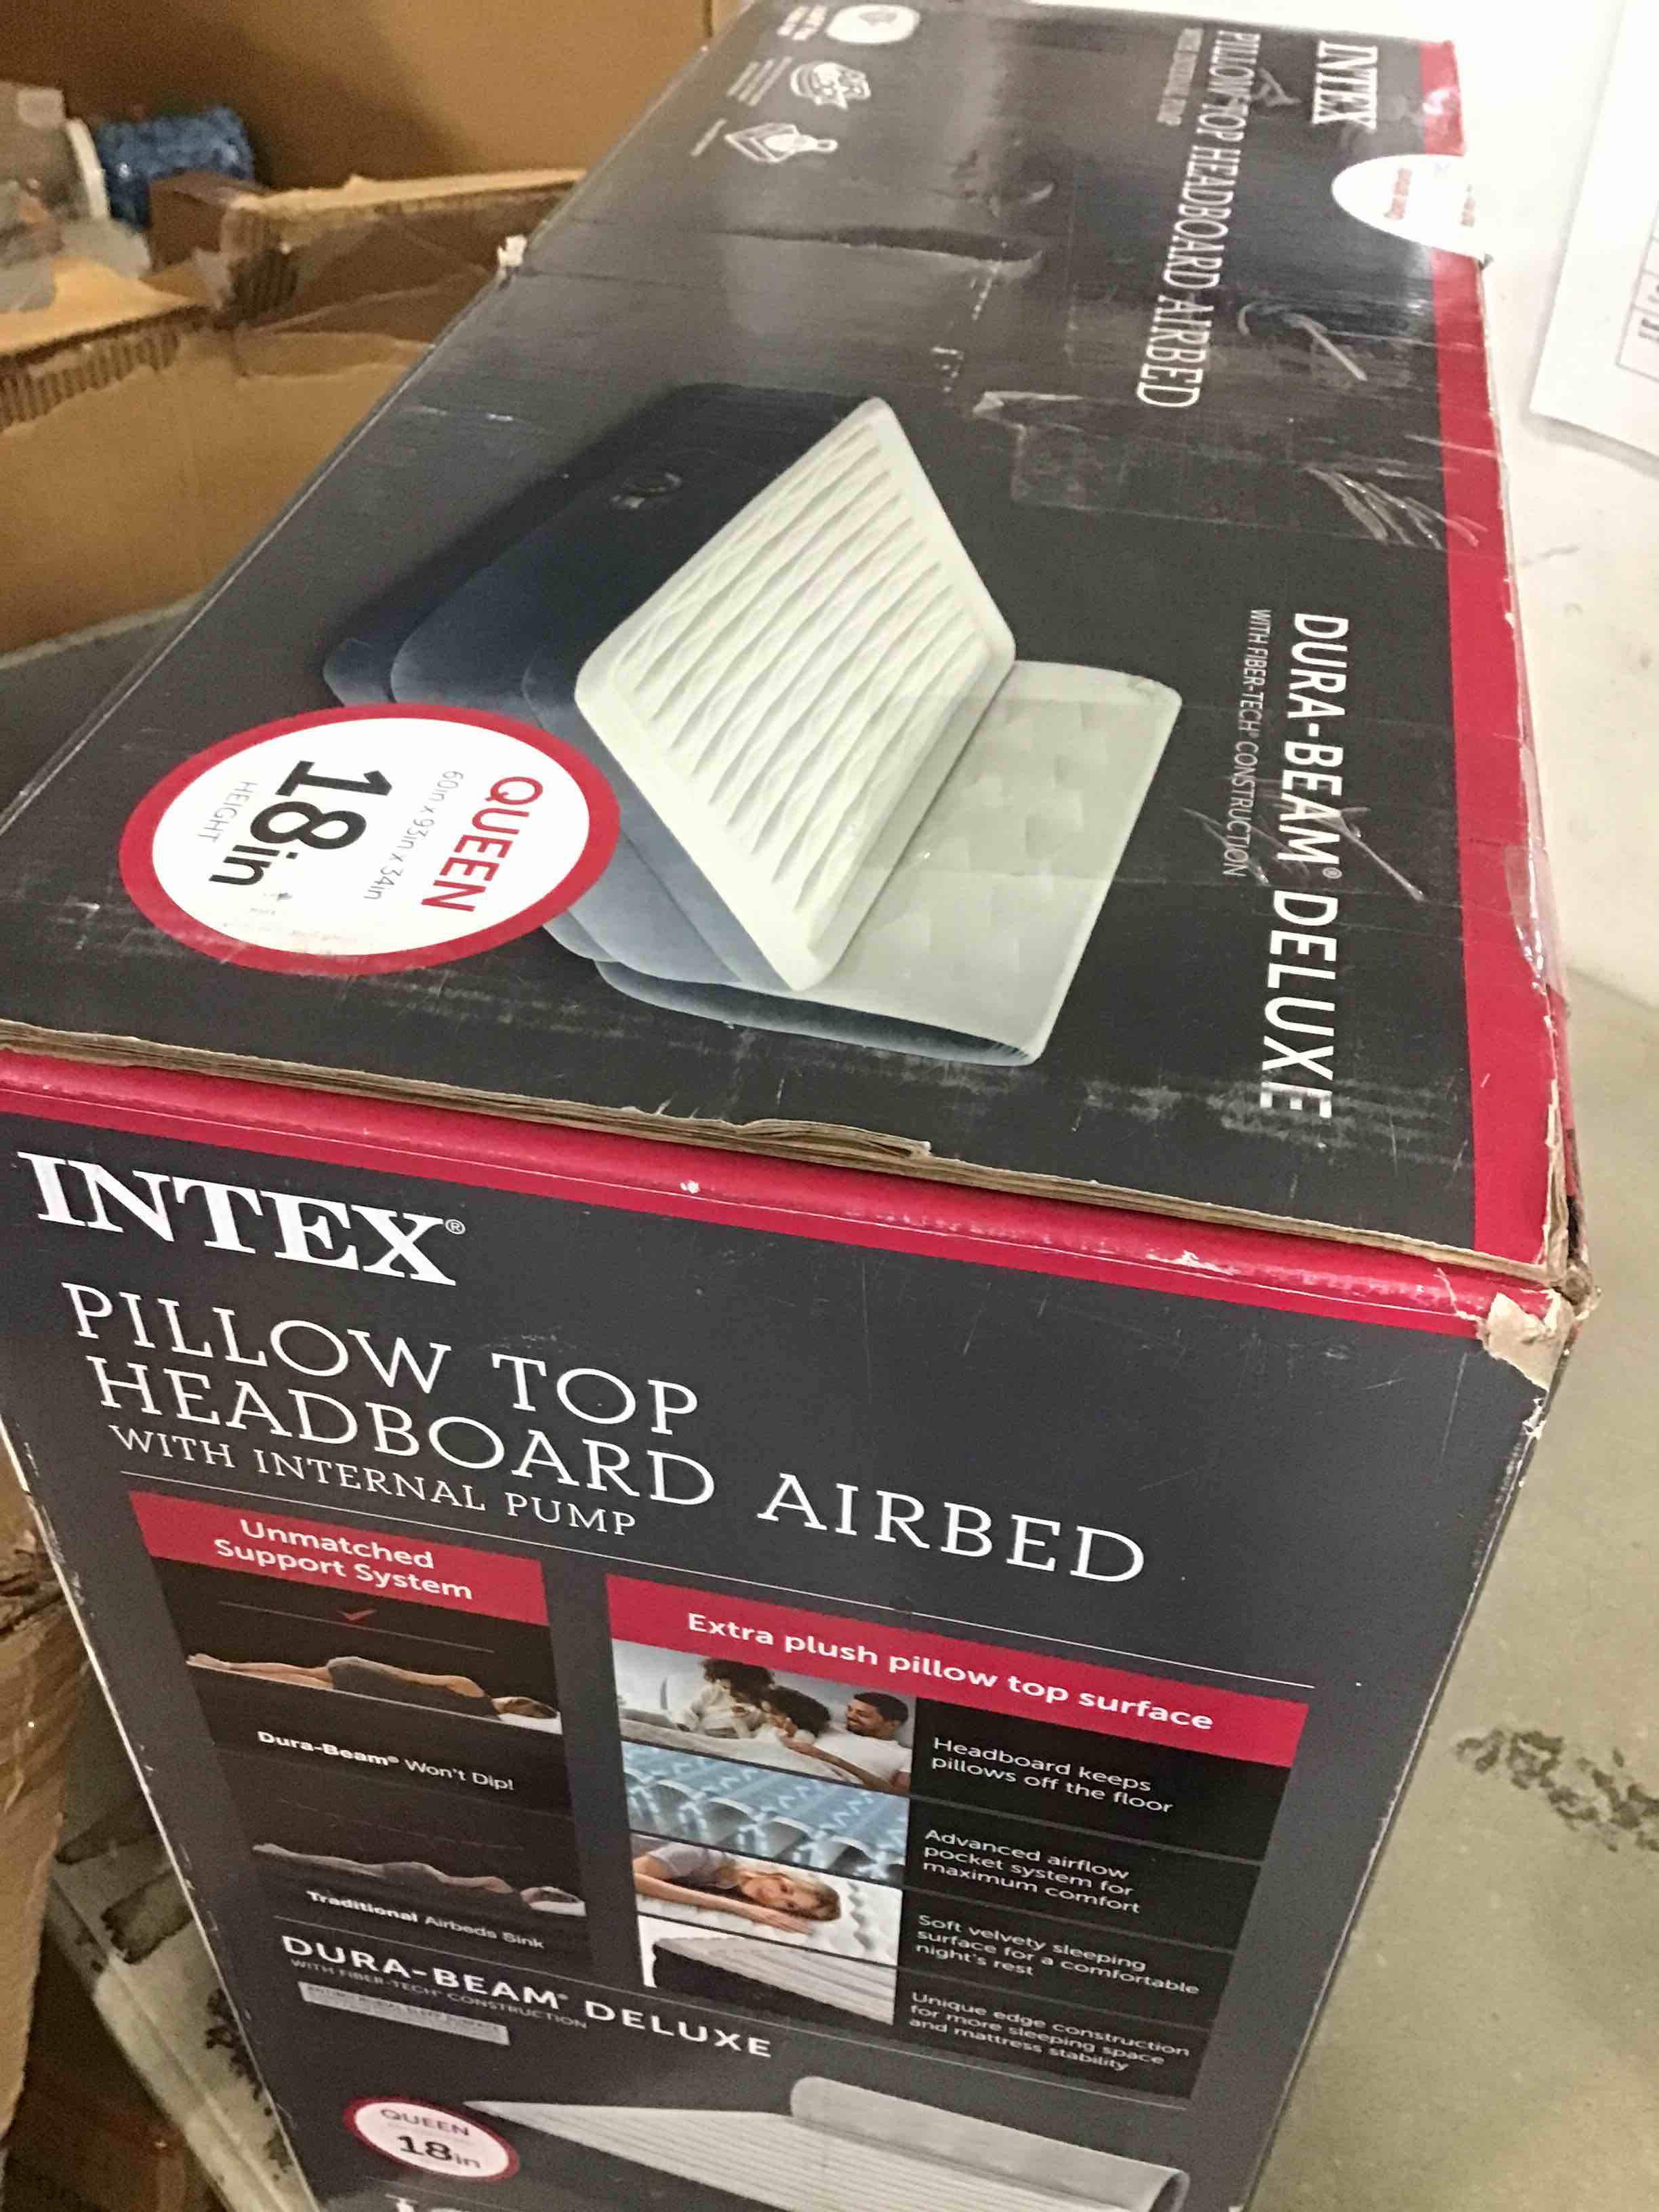 INTEX
PILLOW TOP HEADBOARD AIRBED
WITH INTERNAL PUMP
DURA-BEAM® DELUXE
WITH FIBER-TECH® CONSTRUCTION
QUEEN
60in x 93in x 34in
18in
HEIGHT
INTEX®
PILLOW TOP
HEADBOARD AIRBED
WITH INTERNAL PUMP
Unmatched
Support System
Dura-Beam® Won't Dip!
Traditional Airbeds Sink
Extra plush pillow top surface
Headboard keeps
pillows off the floor
Advanced airflow
pocket system for
maximum comfort
Soft velvety sleeping
surface for a comfortable
night's rest
Unique edge construction
for more sleeping space
and mattress stability
DURA-BEAM® DELUXE
WITH FIBER-TECH® CONSTRUCTION
QUEEN
18in